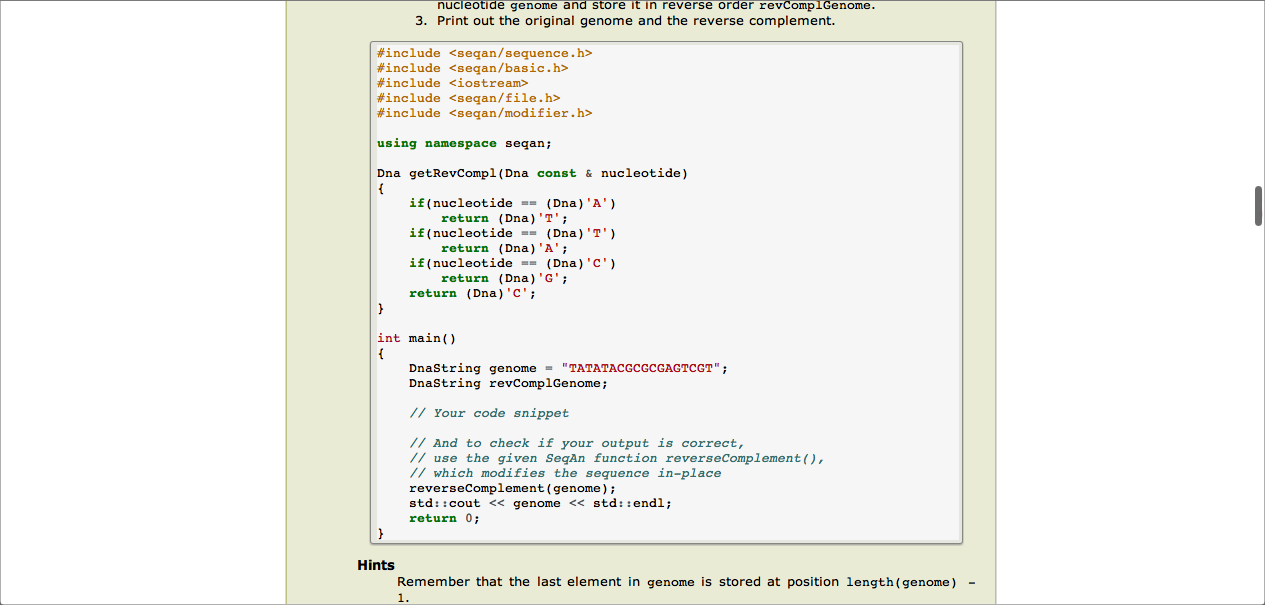 nucleotide genome and store it in reverse order revComplGenome.
3. Print out the original genome and the reverse complement.
#include <seqan/sequence.h>
#include <seqan/basic.h>
#include <iostream>
#include <seqan/file.h>
#include <seqan/modifier.h>
using namespace seqan;
Dna getRevCompl(Dna const & nucleotide)
{
    if(nucleotide == (Dna)'A')
        return (Dna)'T';
    if(nucleotide == (Dna)'T')
        return (Dna)'A';
    if(nucleotide == (Dna)'C')
        return (Dna)'G';
    return (Dna)'C';
}
int main()
{
    DnaString genome = "TATATACGCGCGAGTCGT";
    DnaString revComplGenome;
    // Your code snippet
    // And to check if your output is correct,
    // use the given SeqAn function reverseComplement(),
    // which modifies the sequence in-place
    reverseComplement(genome);
    std::cout << genome << std::endl;
    return 0;
}
Hints
Remember that the last element in genome is stored at position length(genome) -
1.